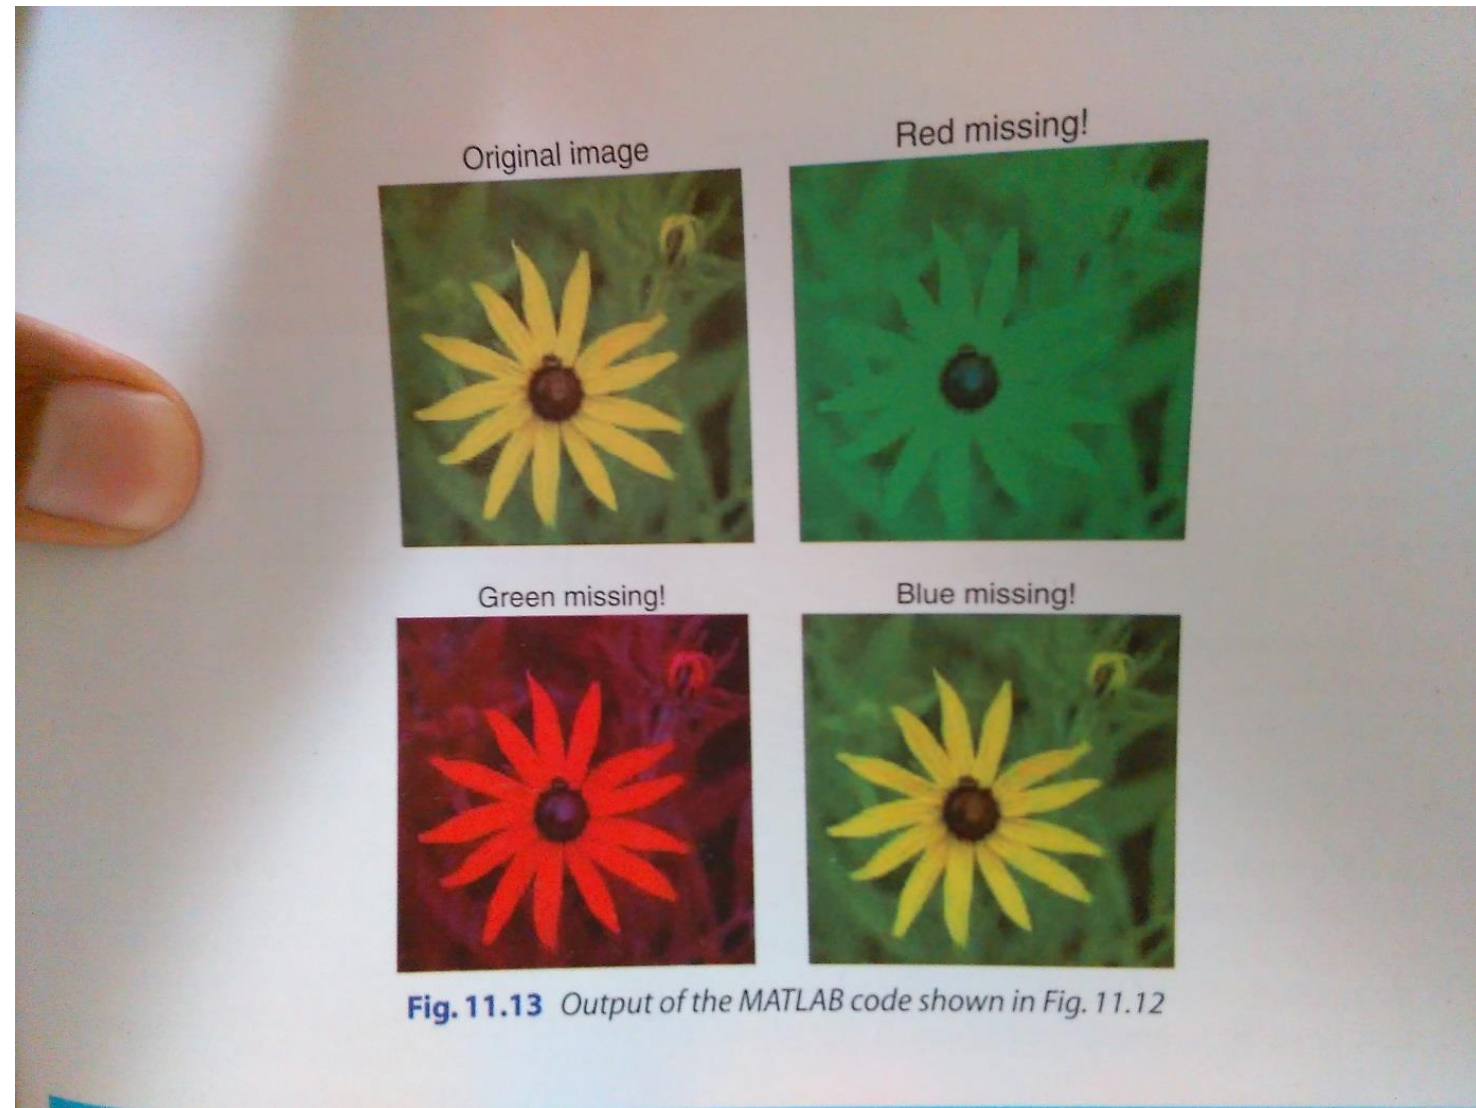 Original image
Red missing!
Green missing!
Blue missing!
Fig. 11.13 Output of the MATLAB code shown in Fig. 11.12